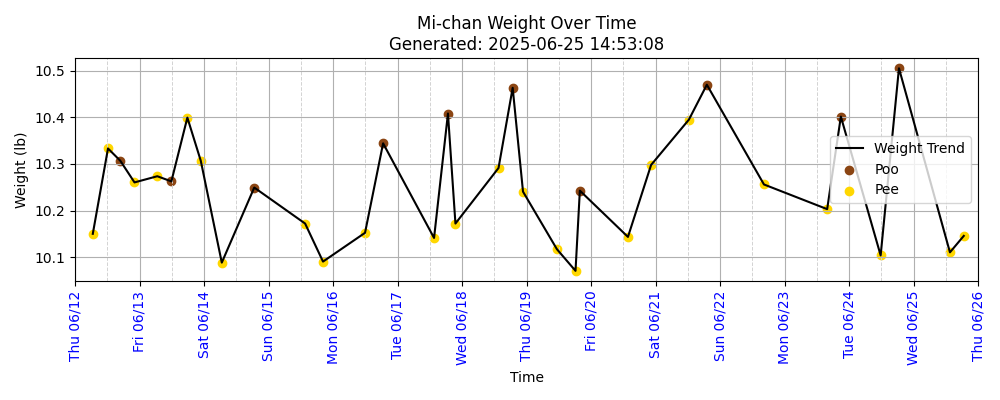 Mi-chan Weight Over Time
Generated: 2025-06-25 14:53:08
Weight (lb)
10.5
10.4
10.3
10.2
10.1
Weight Trend
Poo
Pee
Thu 06/12
Fri 06/13
Sat 06/14
Sun 06/15
Mon 06/16
Tue 06/17
Wed 06/18
Thu 06/19
Fri 06/20
Sat 06/21
Sun 06/22
Mon 06/23
Tue 06/24
Wed 06/25
Thu 06/26
Time